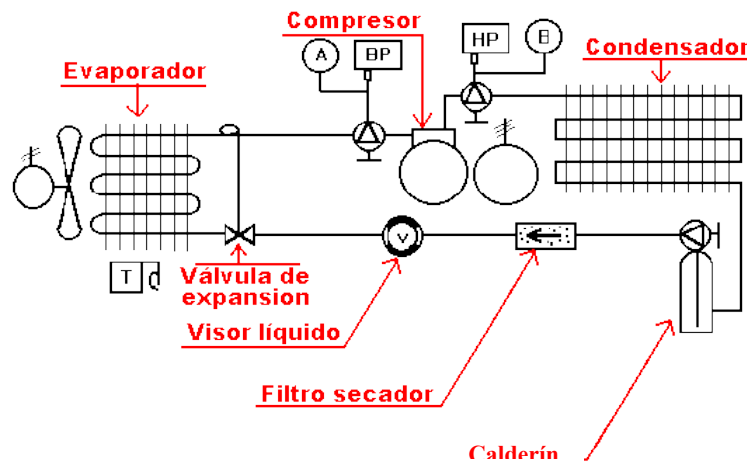 Compresor
HP
B
A
BP
Condensador
Evaporador
T
Válvula de
expansion
V
Visor líquido
Filtro secador
Calderín